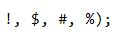 !, $, #, %);